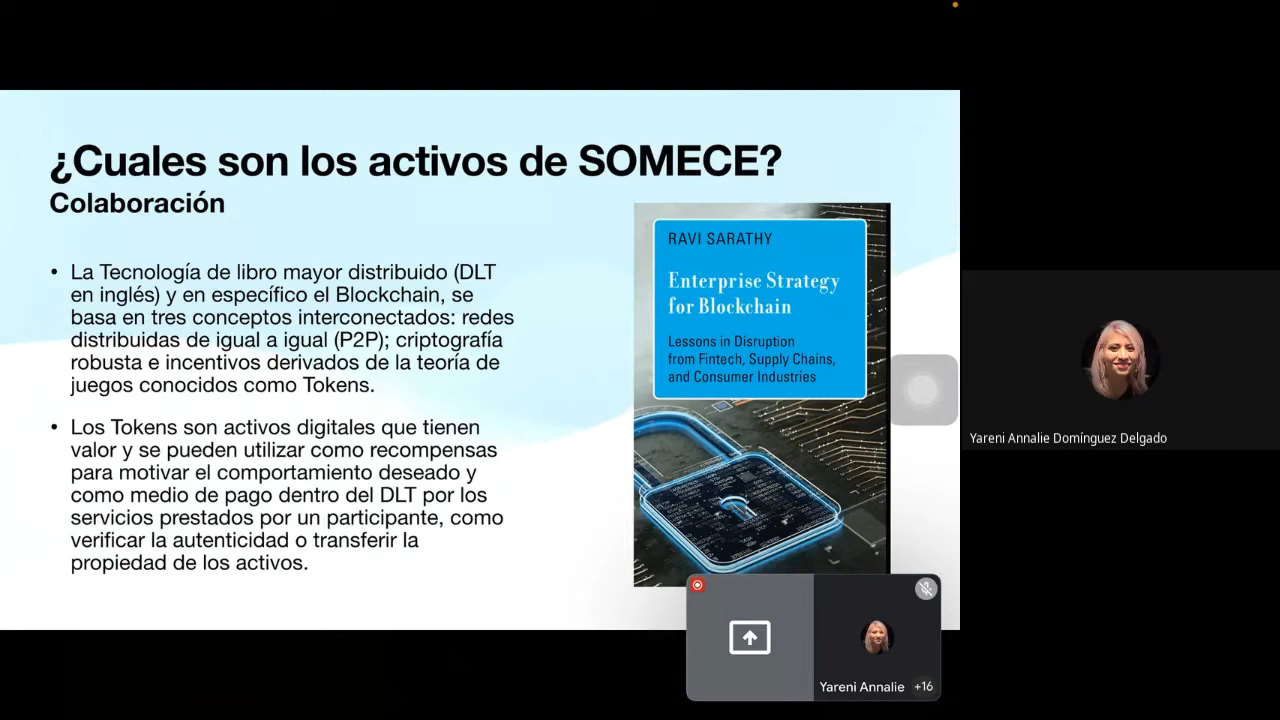 ¿Cuales son los activos de SOMECE?
Colaboración
• La Tecnología de libro mayor distribuido (DLT
en inglés) y en específico el Blockchain, se
basa en tres conceptos interconectados: redes
distribuidas de igual a igual (P2P); criptografía
robusta e incentivos derivados de la teoría de
juegos conocidos como Tokens.
• Los Tokens son activos digitales que tienen
valor y se pueden utilizar como recompensas
para motivar el comportamiento deseado y
como medio de pago dentro del DLT por los
servicios prestados por un participante, como
verificar la autenticidad o transferir la
propiedad de los activos.
RAVI SARATHY
Enterprise Strategy
for Blockchain
Lessons in Disruption
from Fintech, Supply Chains,
and Consumer Industries
Yareni Annalie Domínguez Delgado
Yareni Annalie +16